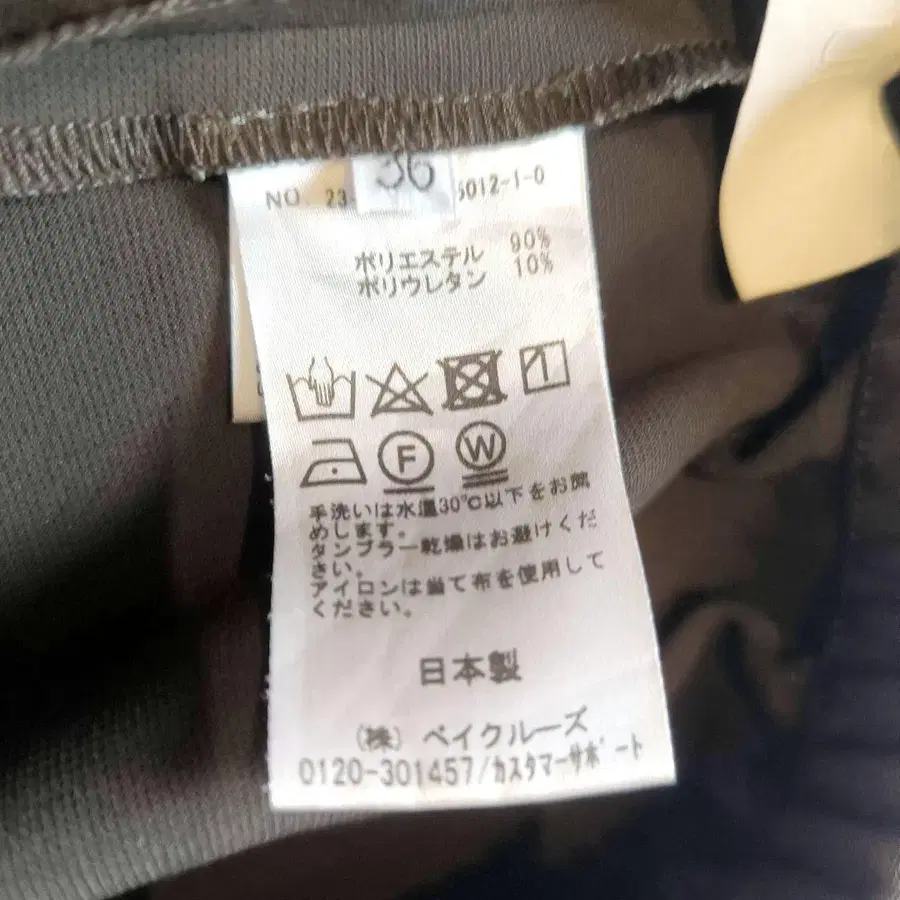 36
NO. 23 5012-1-0
ポリエステル 90%
ポリウレタン 10%
F W
手洗いは水温30℃以下をお薦
めします。
タンブラー乾燥はお避けくだ
さい。
アイロンは当て布を使用して
ください。
日本製
(株) ベイクルーズ
0120-301457/カスタマーサポート